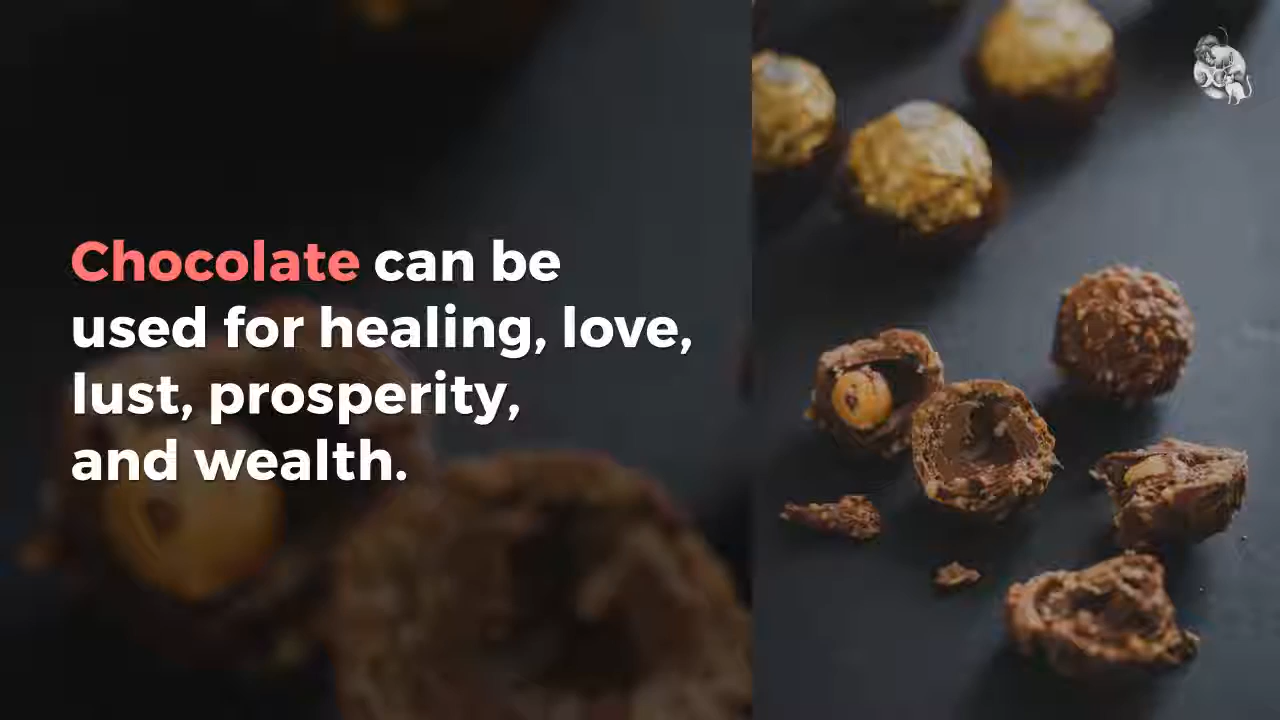 Chocolate can be
used for healing, love,
lust, prosperity,
and wealth.